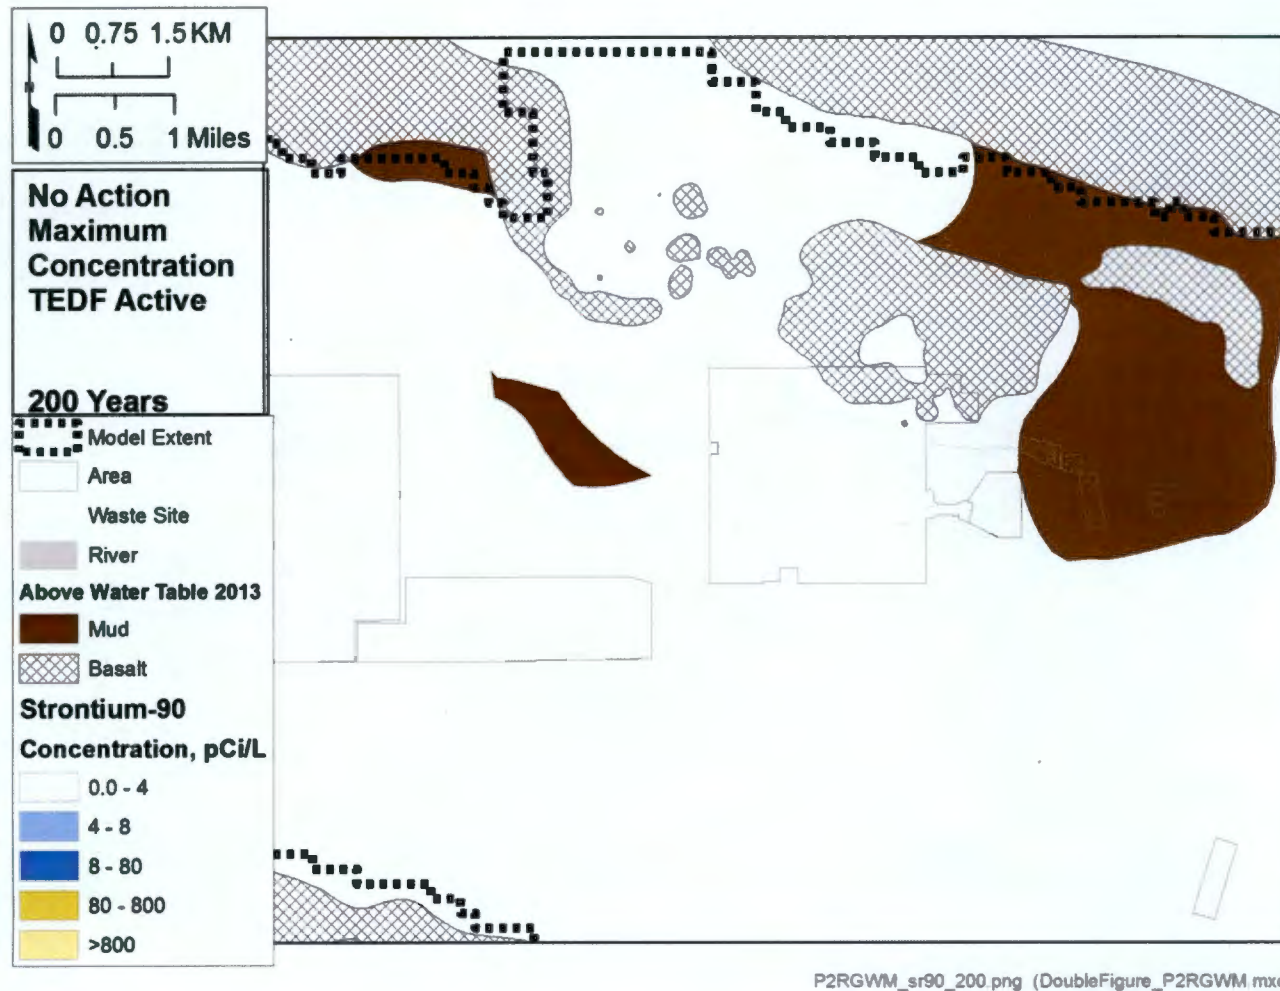 0 0.75 1.5 KM
0 0.5 1 Miles
No Action
Maximum
Concentration
TEDF Active
200 Years
Model Extent
Area
Waste Site
River
Above Water Table 2013
Mud
Basalt
Strontium-90
Concentration, pCi/L
0.0 - 4
4 - 8
8 - 80
80 - 800
>800
P2RGWM_sr90_200.png (DoubleFigure_P2RGWM.mx